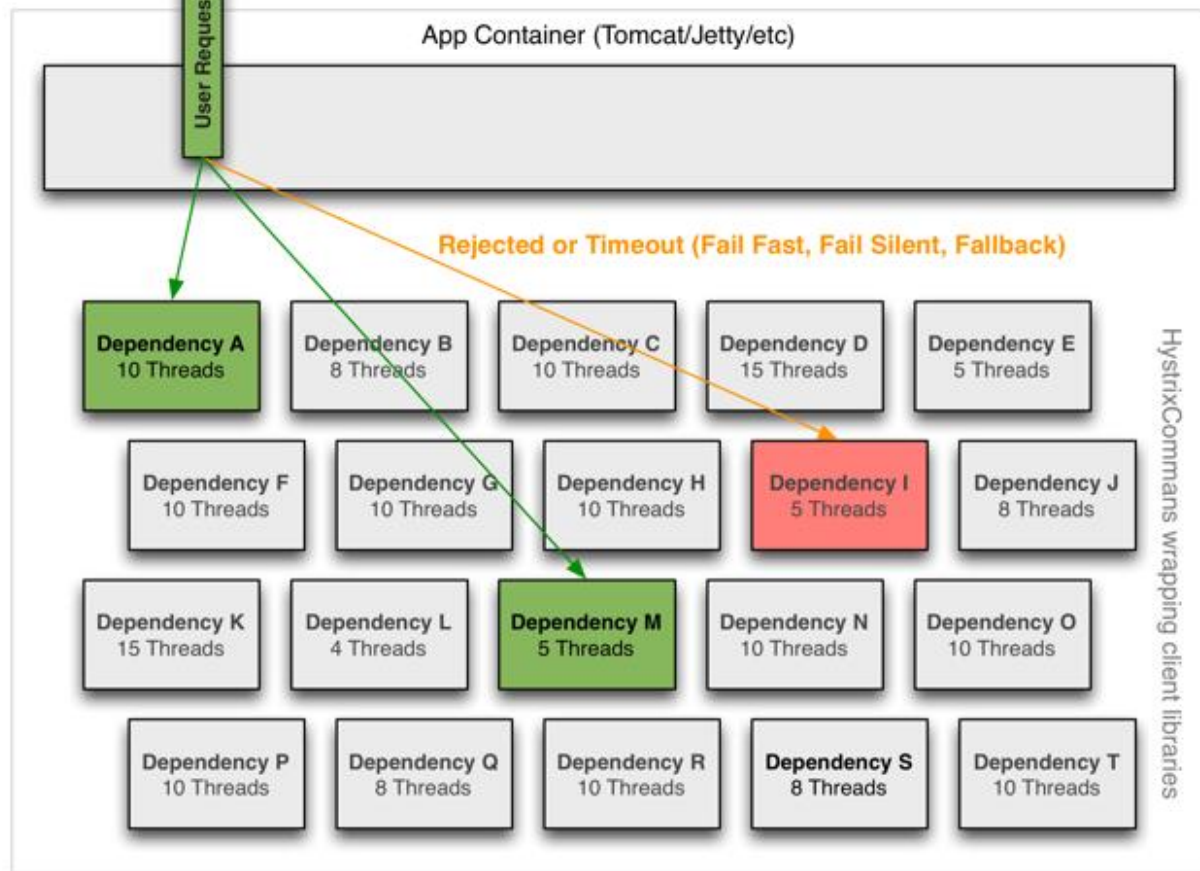 User Reques
App Container (Tomcat/Jetty/etc)
Rejected or Timeout (Fail Fast, Fail Silent, Fallback)
Dependency A
10 Threads
Dependency B
8 Threads
Dependency C
10 Threads
Dependency D
15 Threads
Dependency E
5 Threads
Dependency F
10 Threads
Dependency G
10 Threads
Dependency H
10 Threads
Dependency I
5 Threads
Dependency J
8 Threads
Dependency K
15 Threads
Dependency L
4 Threads
Dependency M
5 Threads
Dependency N
10 Threads
Dependency O
10 Threads
Dependency P
10 Threads
Dependency Q
8 Threads
Dependency R
10 Threads
Dependency S
8 Threads
Dependency T
10 Threads
HystrixCommans wrapping client libraries